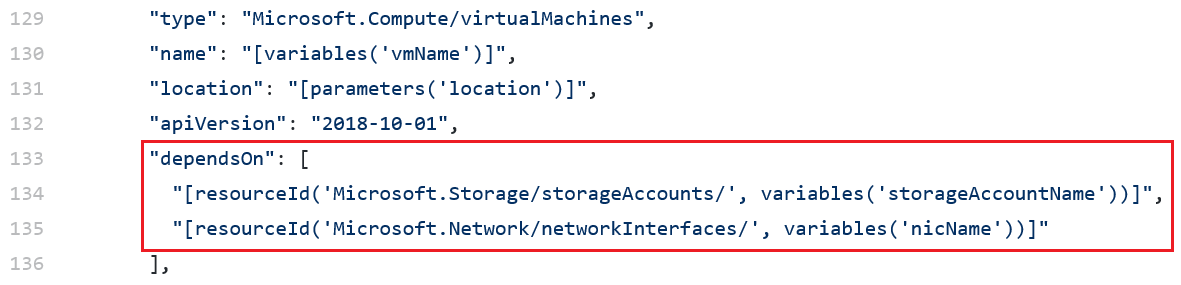 129 "type": "Microsoft.Compute/virtualMachines",
130 "name": "[variables('vmName')]",
131 "location": "[parameters('location')]",
132 "apiVersion": "2018-10-01",
133 "dependsOn": [
134 "[resourceId('Microsoft.Storage/storageAccounts/', variables('storageAccountName'))]",
135 "[resourceId('Microsoft.Network/networkInterfaces/', variables('nicName'))]"
136 ],